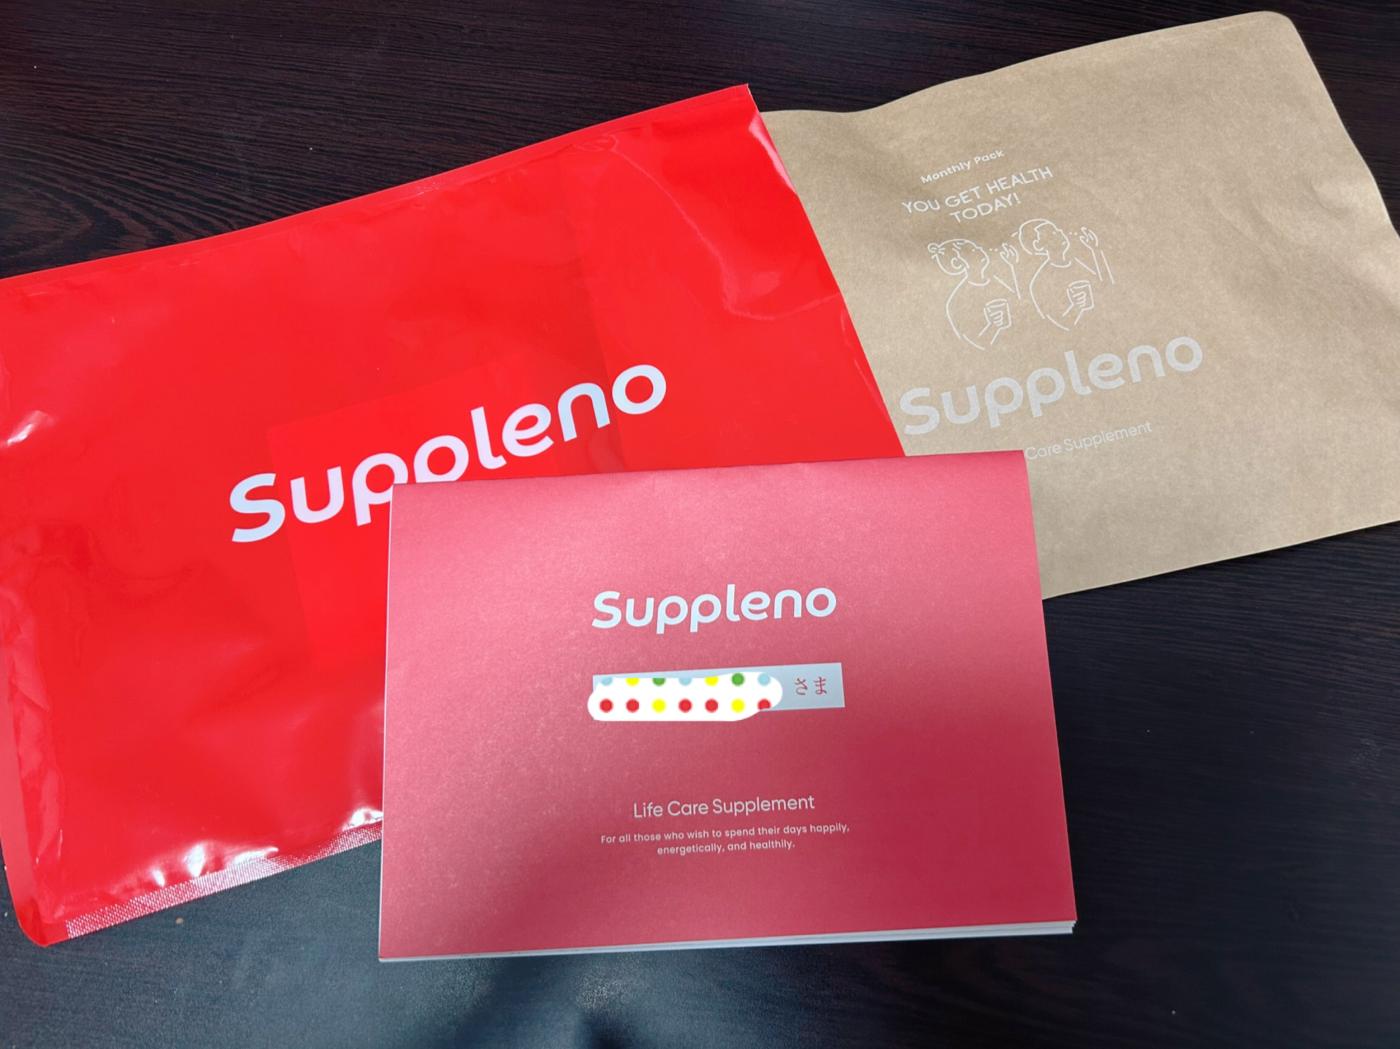 Suppleno
Monthly Pack
YOU GET HEALTH
TODAY!
Suppleno
Care Supplement
Suppleno
さま
Life Care Supplement
For all those who wish to spend their days happily,
energetically, and healthily.